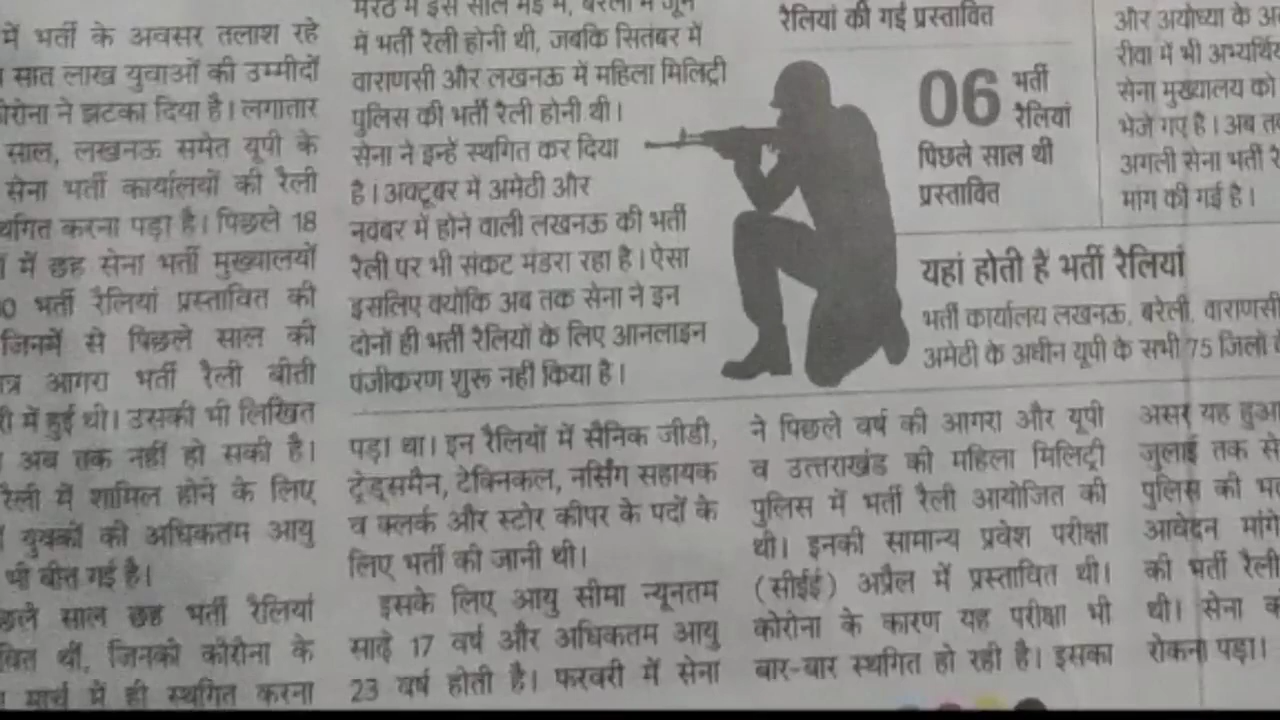 में भर्ती के अवसर तलाश रहे
सात लाख युवाओं की उम्मीदों
ने झटका दिया है। लगातार
साल, लखनऊ समेत यूपी के
सेना भर्ती कार्यालयों की रैली
करना पड़ा है। पिछले 18
में छह सेना भर्ती मुख्यालयों
भर्ती रैलियां प्रस्तावित की
जिनमें से पिछले साल की
आगरा भर्ती रैली बीती
में हुई थी। उसकी भी लिखित
अब तक नहीं हो सकी है।
रैली में शामिल होने के लिए
युवकों की अधिकतम आयु
भी बीत गई है।
साल छह भर्ती रैलियां
थीं, जिनको कोरोना के
मार्च में ही स्थगित करना
मेरठ में इस साल मई में, बरेली में जून
में भर्ती रैली होनी थी, जबकि सितंबर में
वाराणसी और लखनऊ में महिला मिलिट्री
पुलिस की भर्ती रैली होनी थी।
सेना ने इन्हें स्थगित कर दिया
है। अक्टूबर में अमेठी और
नवंबर में होने वाली लखनऊ की भर्ती
रैली पर भी संकट मंडरा रहा है। ऐसा
इसलिए क्योंकि अब तक सेना ने इन
दोनों ही भर्ती रैलियों के लिए आनलाइन
पंजीकरण शुरू नहीं किया है।
रैलियां की गईं प्रस्तावित
06 भर्ती
रैलियां
पिछले साल थी
प्रस्तावित
और अयोध्या के
रीवा में भी
सेना मुख्यालय को
भेजे गए है। अब
अगली सेना भर्ती
मांग की गई है।
यहां होती हैं भर्ती रैलियां
भर्ती कार्यालय लखनऊ, बरेली, वाराणसी
अमेठी के अधीन यूपी के सभी 75 जिलों
पड़ा था। इन रैलियों में सैनिक जीडी,
ट्रेड्समैन, टेक्निकल, नर्सिंग सहायक
व क्लर्क और स्टोर कीपर के पदों के
लिए भर्ती की जानी थी।
इसके लिए आयु सीमा न्यूनतम
साढ़े 17 वर्ष और अधिकतम आयु
23 वर्ष होती है। फरवरी में सेना
ने पिछले वर्ष की आगरा और यूपी
व उत्तराखंड की महिला मिलिट्री
पुलिस में भर्ती रैली आयोजित की
थी। इनकी सामान्य प्रवेश परीक्षा
(सीईई) अप्रैल में प्रस्तावित थी।
कोरोना के कारण यह परीक्षा भी
बार-बार स्थगित हो रही है। इसका
असर यह हुआ
जुलाई तक
पुलिस की
आवेदन मांगे
की भर्ती रैली
थी। सेना
रोकना पड़ा।